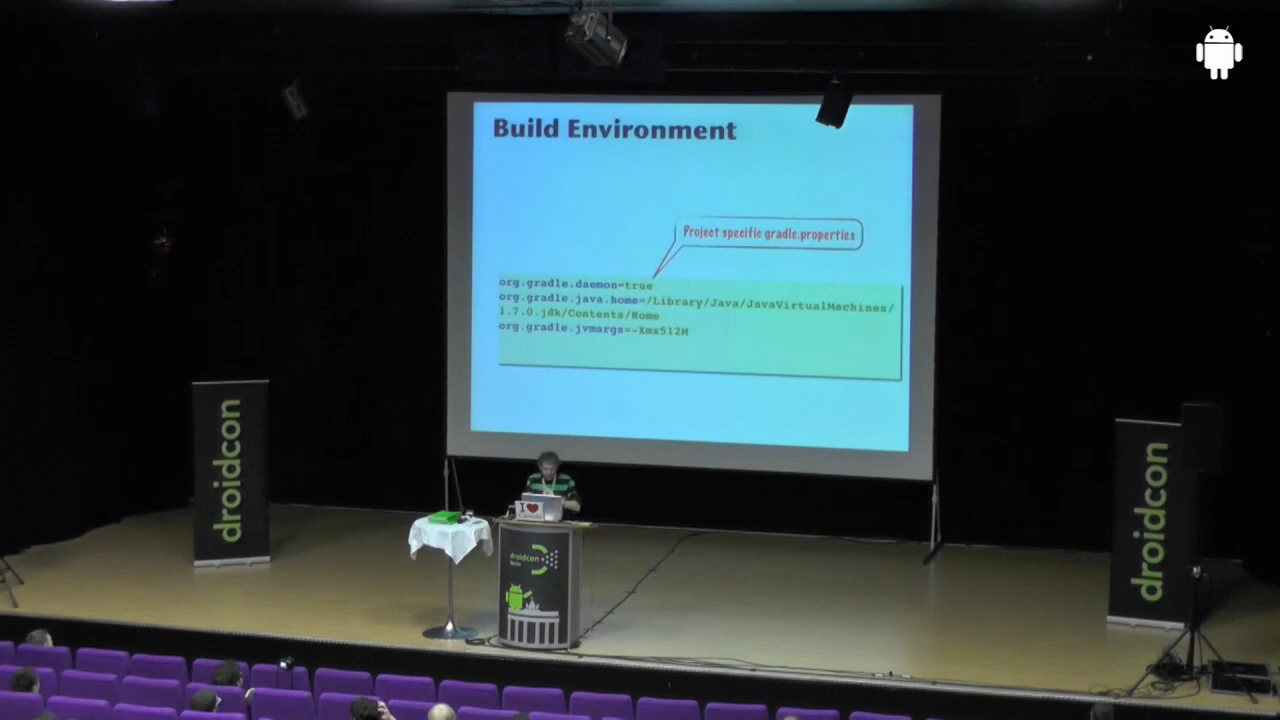 Build Environment
Project specific gradle.properties
org.gradle.daemon=true
org.gradle.java.home=/Library/Java/JavaVirtualMachines/
1.7.0.jdk/Contents/Home
org.gradle.jvmargs=-Xmx512M
droidcon
droidcon
I
droidcon